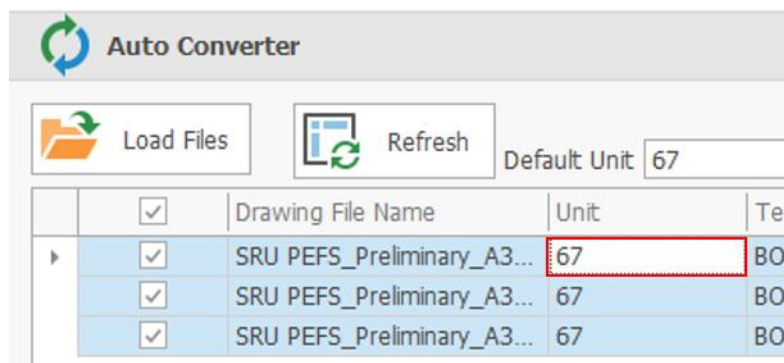 Auto Converter
Load Files Refresh Default Unit 67
Drawing File Name Unit Te
SRU PEFS_Preliminary_A3... 67 BO
SRU PEFS_Preliminary_A3... 67 BO
SRU PEFS_Preliminary_A3... 67 BO